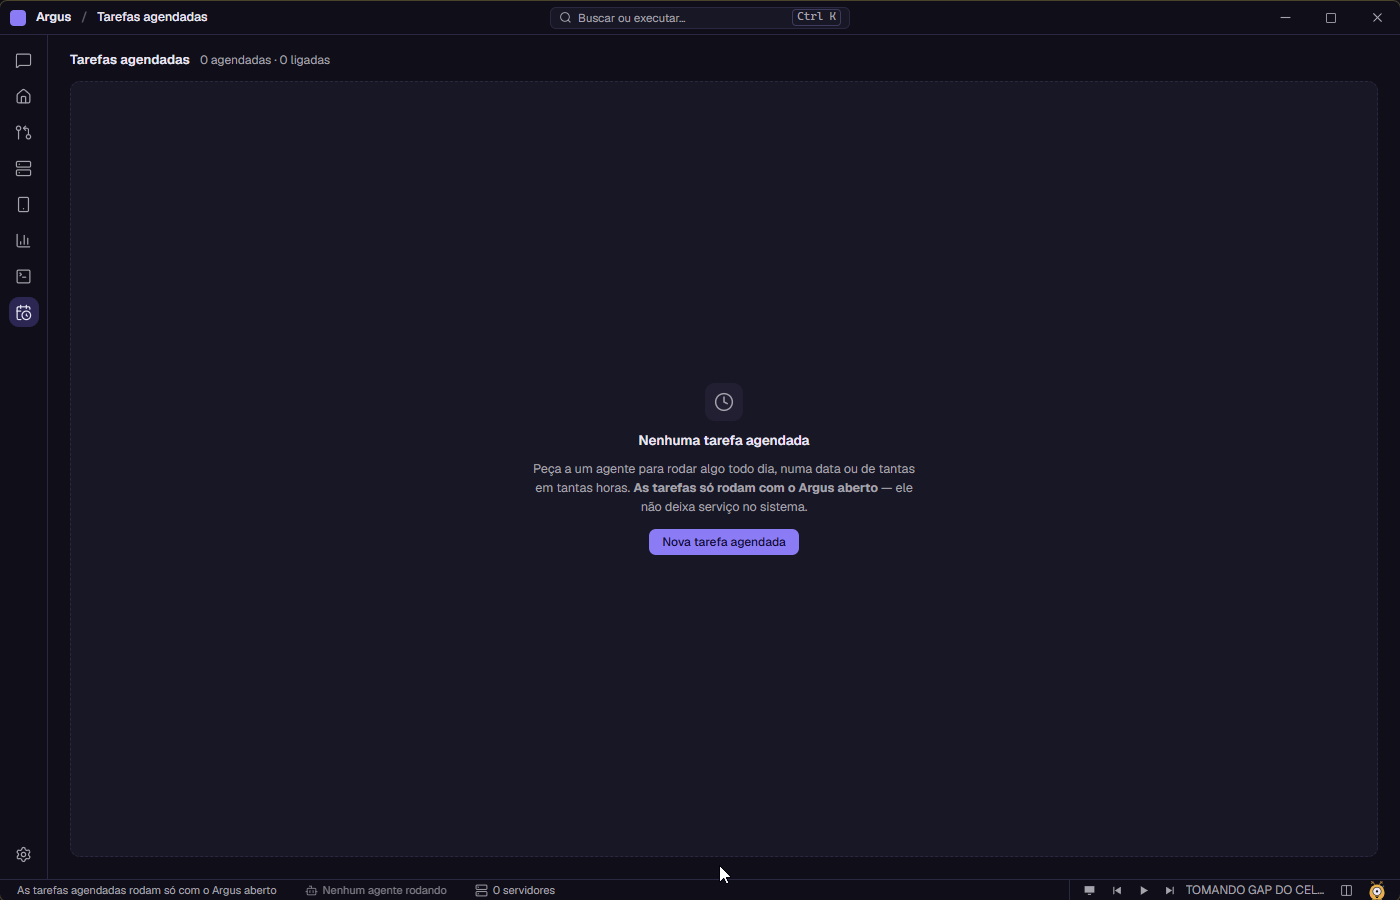 Argus / Tarefas agendadas
Buscar ou executar...
Ctrl K
Tarefas agendadas
0 agendadas · 0 ligadas
Nenhuma tarefa agendada
Peça a um agente para rodar algo todo dia, numa data ou de tantas
em tantas horas. As tarefas só rodam com o Argus aberto — ele
não deixa serviço no sistema.
Nova tarefa agendada
As tarefas agendadas rodam só com o Argus aberto
Nenhum agente rodando
0 servidores
TOMANDO GAP DO CEL...